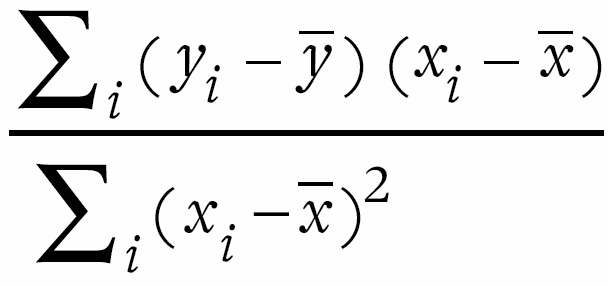 ∑ᵢ(yᵢ − y̅) (xᵢ − x̅)
∑ᵢ(xᵢ − x̅)²